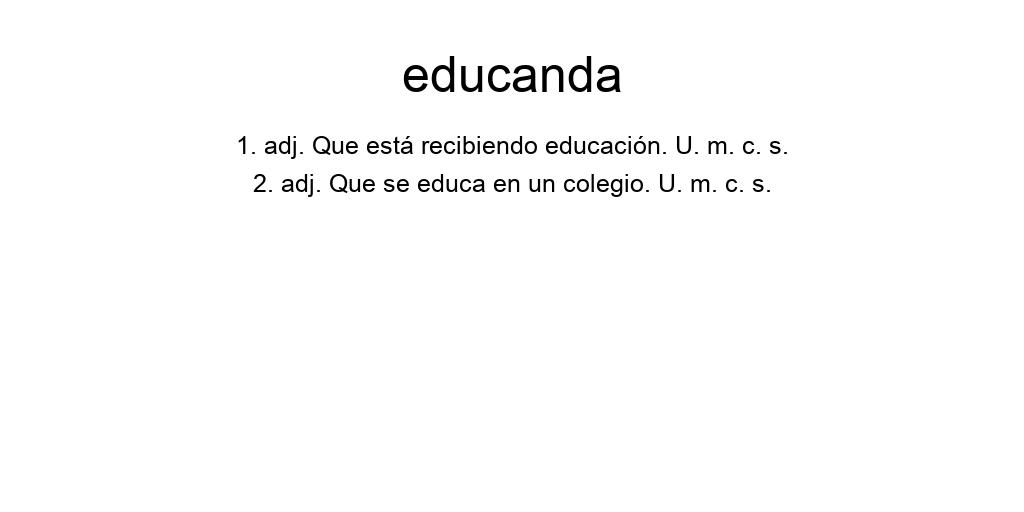 educanda
1. adj. Que está recibiendo educación. U. m. c. s.
2. adj. Que se educa en un colegio. U. m. c. s.